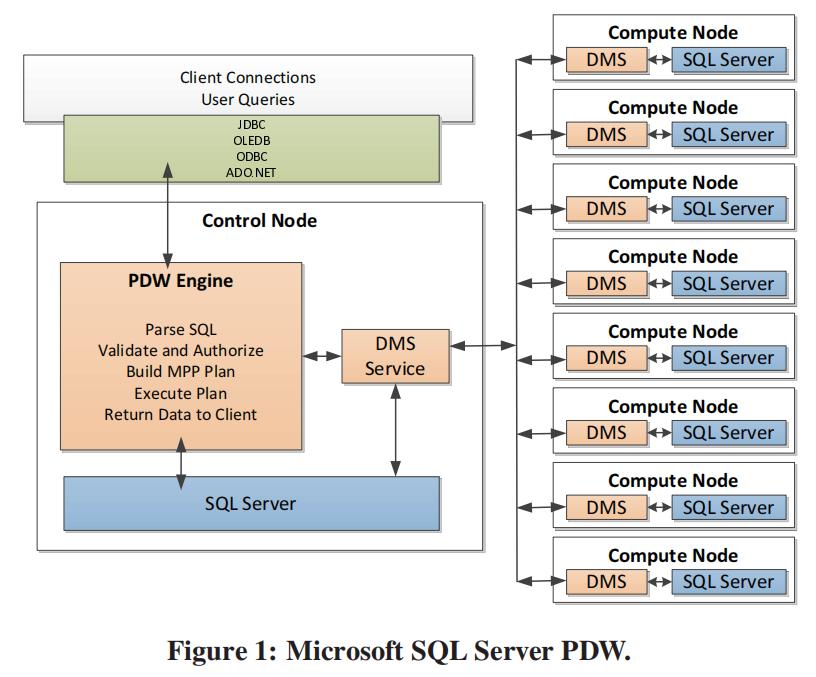 Client Connections
User Queries
JDBC
OLEDB
ODBC
ADO.NET
Control Node
PDW Engine
Parse SQL
Validate and Authorize
Build MPP Plan
Execute Plan
Return Data to Client
DMS
Service
SQL Server
Compute Node
DMS SQL Server
Compute Node
DMS SQL Server
Compute Node
DMS SQL Server
Compute Node
DMS SQL Server
Compute Node
DMS SQL Server
Compute Node
DMS SQL Server
Compute Node
DMS SQL Server
Compute Node
DMS SQL Server
Figure 1: Microsoft SQL Server PDW.